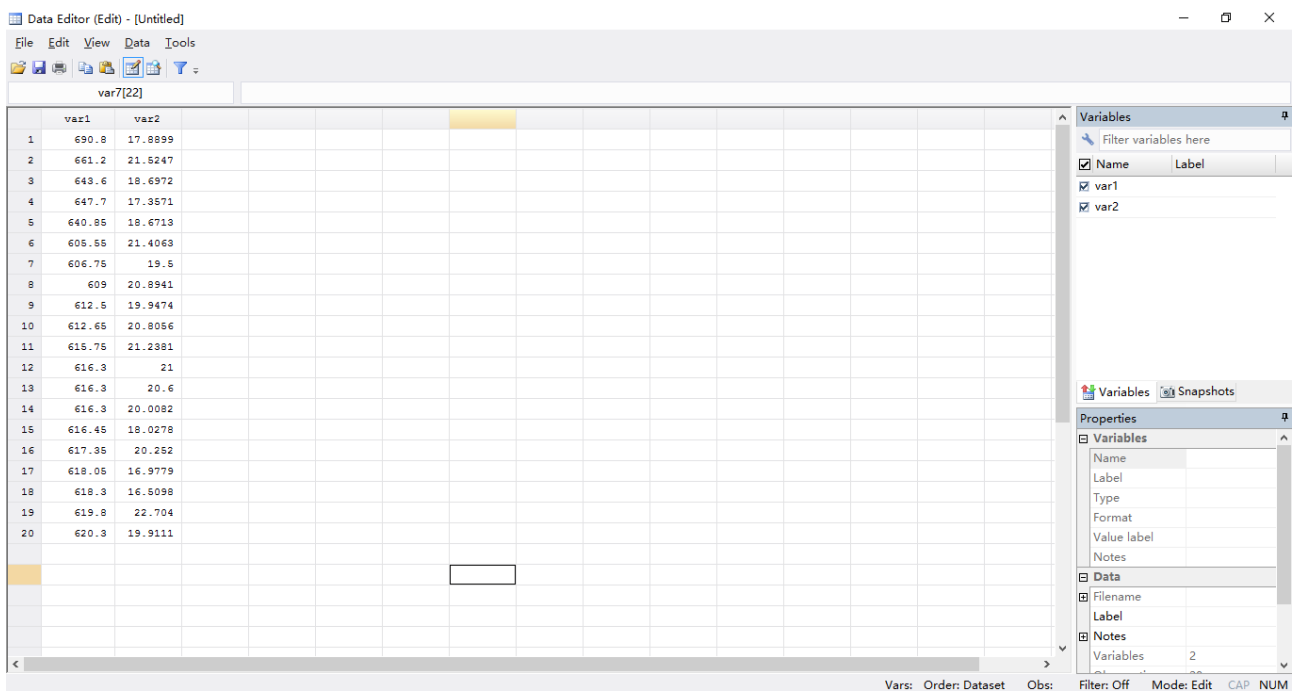 Data Editor (Edit) - [Untitled]
File Edit View Data Tools
var7[22]
var1 var2
1 690.8 17.8899
2 661.2 21.5247
3 643.6 18.6972
4 647.7 17.3571
5 640.85 18.6713
6 605.55 21.4063
7 606.75 19.5
8 609 20.8941
9 612.5 19.9474
10 612.65 20.8056
11 615.75 21.2381
12 616.3 21
13 616.3 20.6
14 616.3 20.0082
15 616.45 18.0278
16 617.35 20.252
17 618.05 16.9779
18 618.3 16.5098
19 619.8 22.704
20 620.3 19.9111
Variables
Filter variables here
Name Label
var1
var2
Variables Snapshots
Properties
Variables
Name
Label
Type
Format
Value label
Notes
Data
Filename
Label
Notes
Variables 2
Vars: Order: Dataset Obs: Filter: Off Mode: Edit CAP NUM